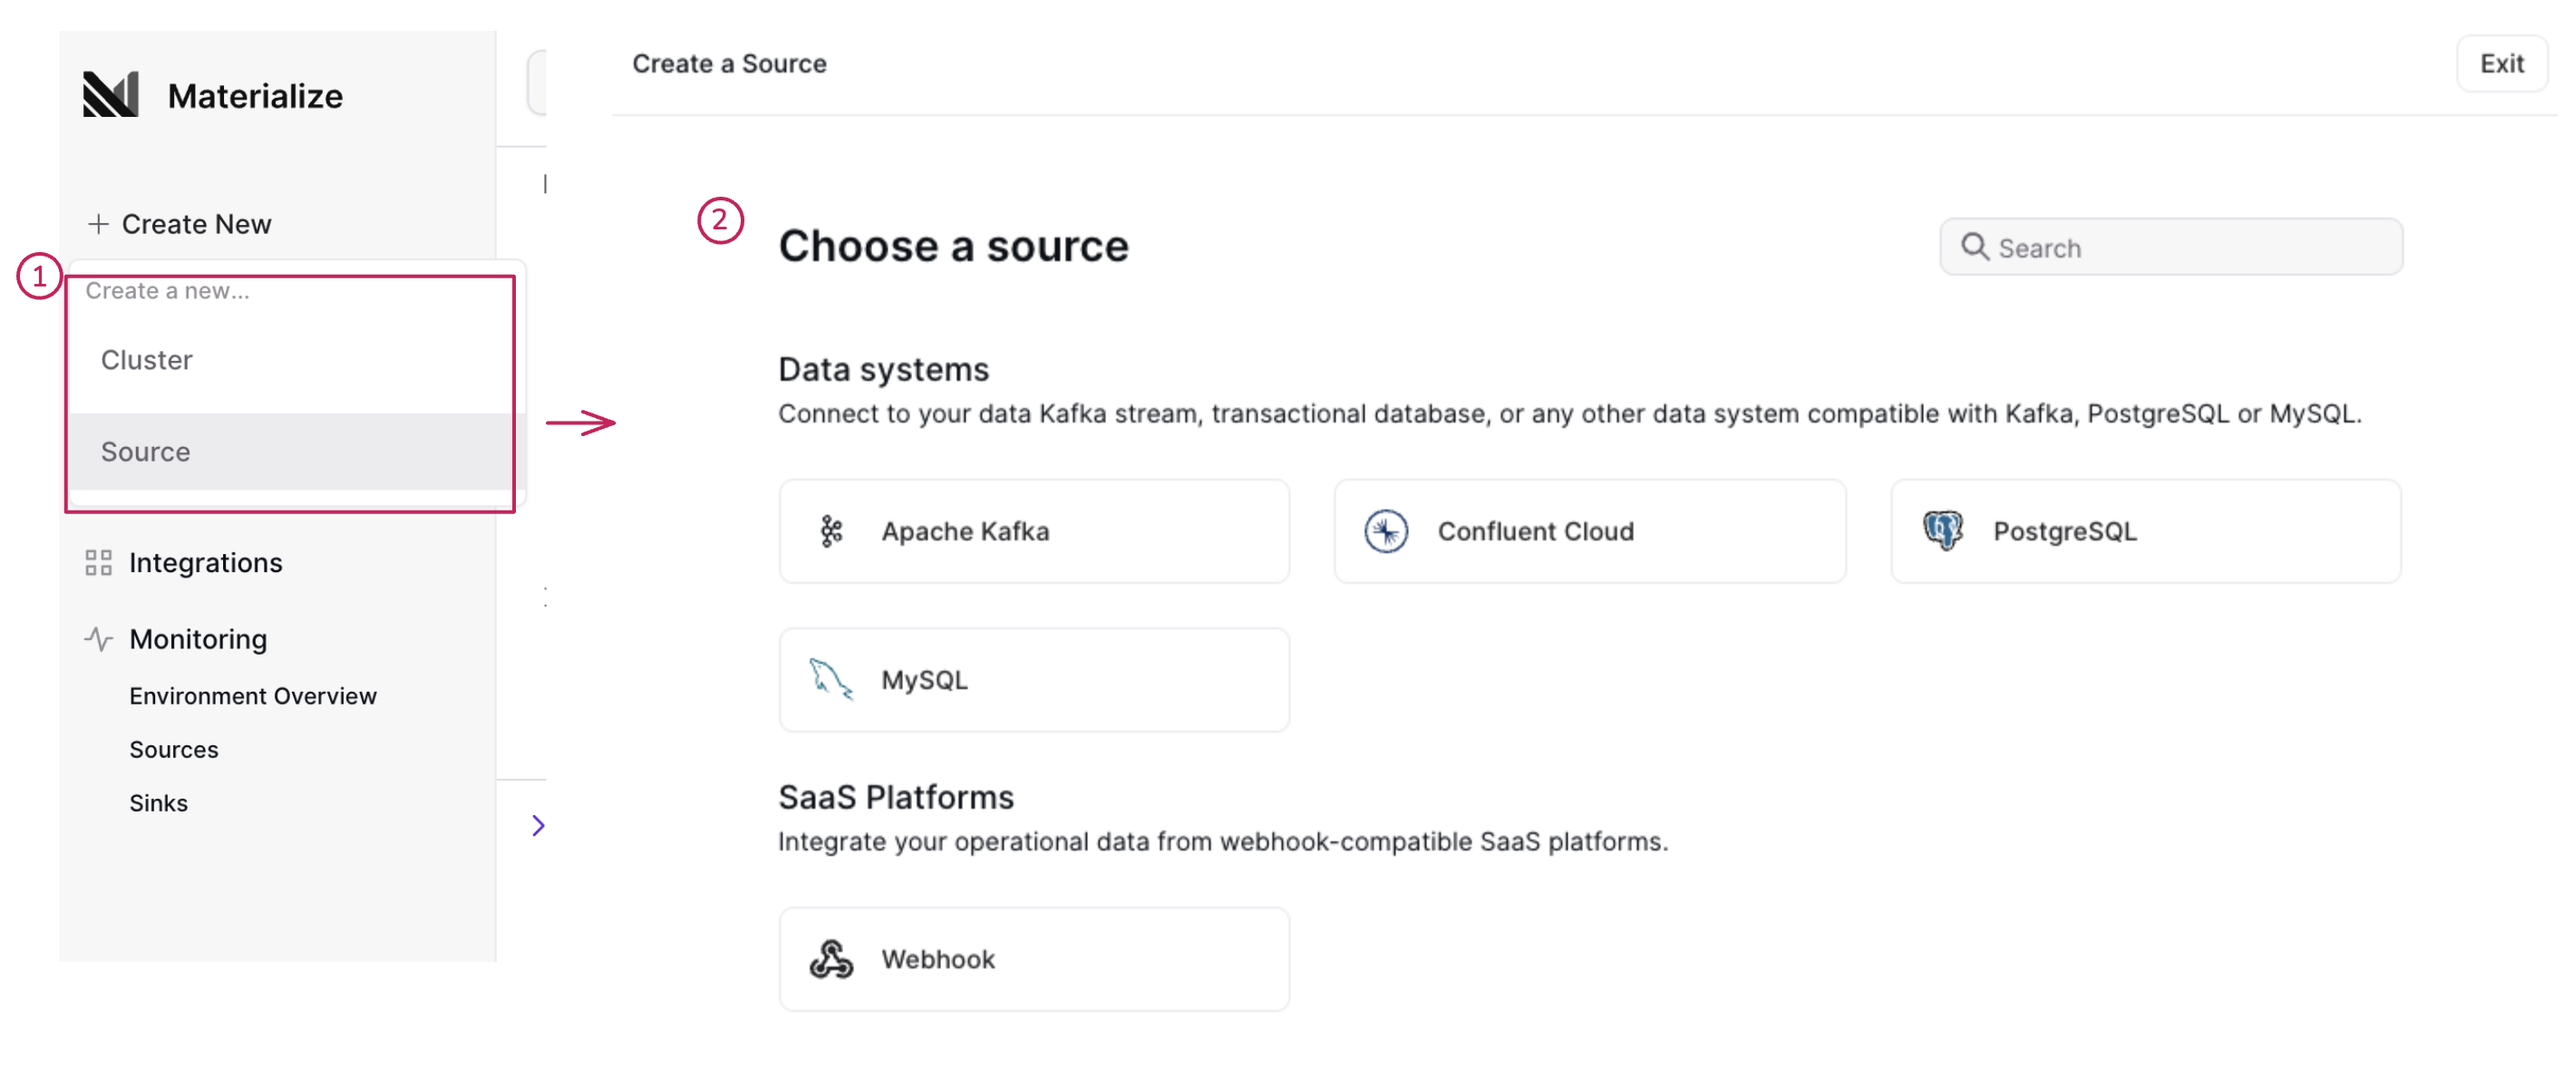 Materialize
+ Create New
1
Create a new...
Cluster
Source
Integrations
Monitoring
Environment Overview
Sources
Sinks
Create a Source
Exit
2
Choose a source
Search
Data systems
Connect to your data Kafka stream, transactional database, or any other data system compatible with Kafka, PostgreSQL or MySQL.
Apache Kafka
Confluent Cloud
PostgreSQL
MySQL
SaaS Platforms
Integrate your operational data from webhook-compatible SaaS platforms.
Webhook